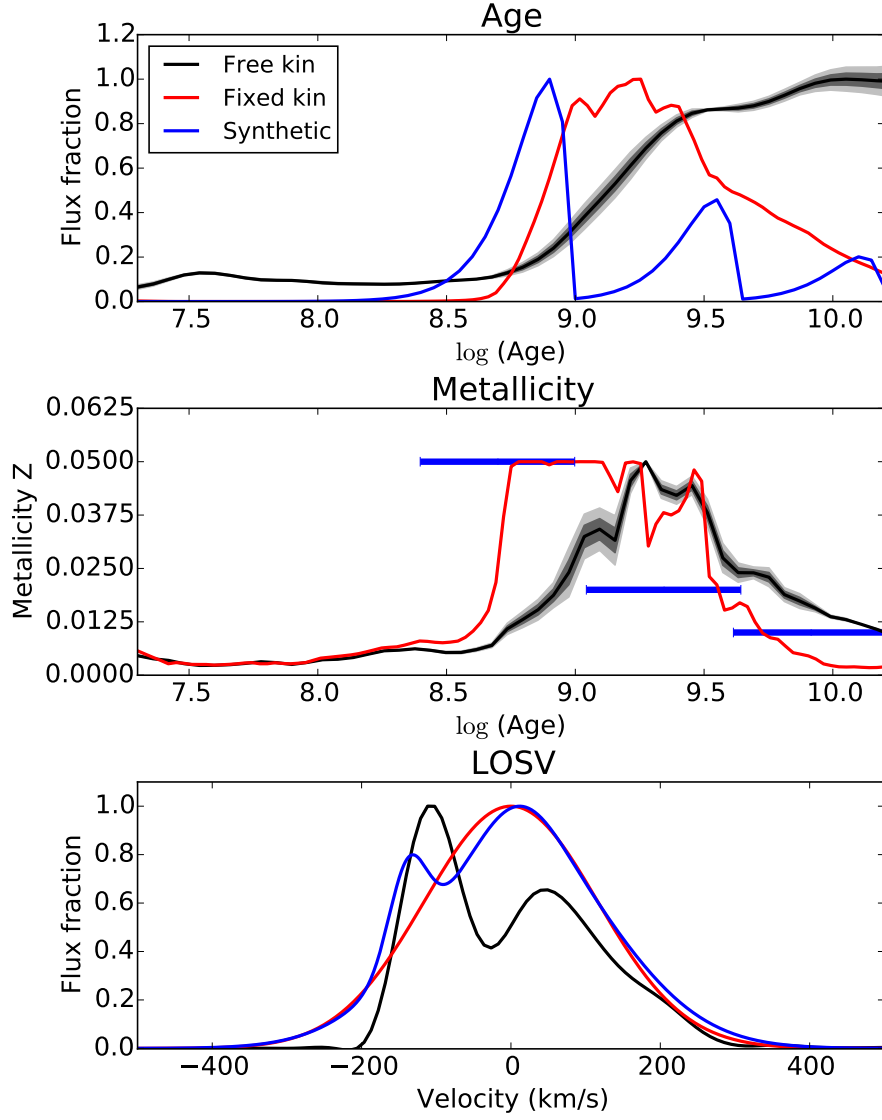 Age
1.2
1.0
0.8
0.6
0.4
0.2
0.0
Flux fraction
Free kin
Fixed kin
Synthetic
7.5 8.0 8.5 9.0 9.5 10.0
log (Age)
Metallicity
0.0625
0.0500
0.0375
0.0250
0.0125
0.0000
Metallicity Z
7.5 8.0 8.5 9.0 9.5 10.0
log (Age)
LOSV
1.0
0.8
0.6
0.4
0.2
0.0
Flux fraction
−400 −200 0 200 400
Velocity (km/s)